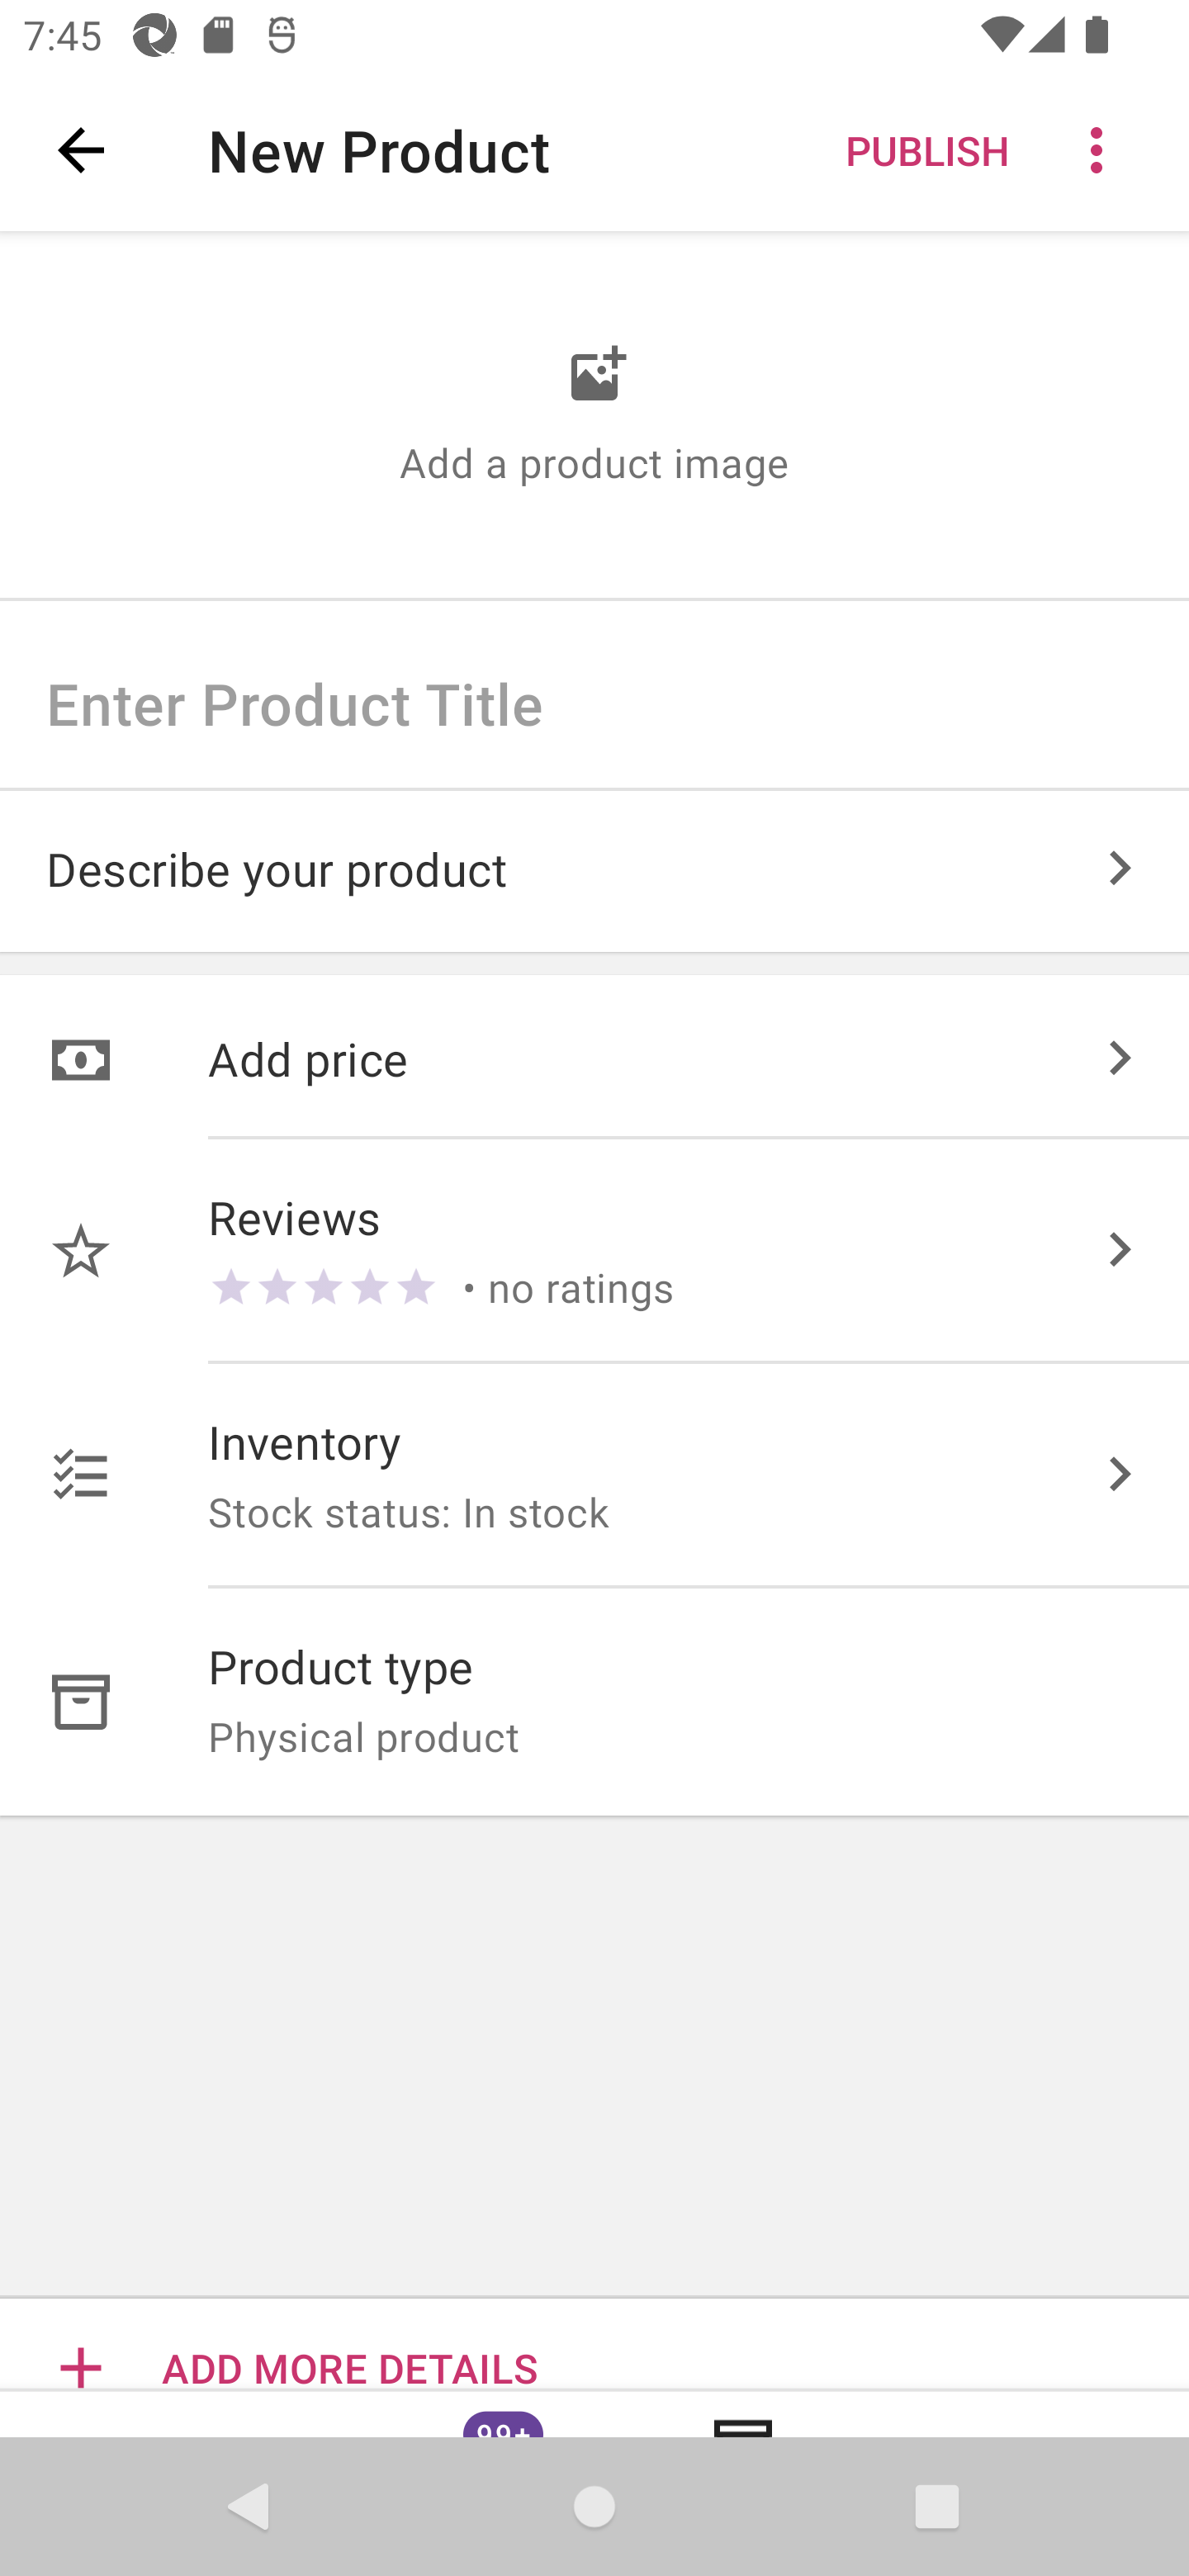 7:45
New Product
PUBLISH
Add a product image
Enter Product Title
Describe your product
Add price
Reviews
• no ratings
Inventory
Stock status: In stock
Product type
Physical product
ADD MORE DETAILS
99+